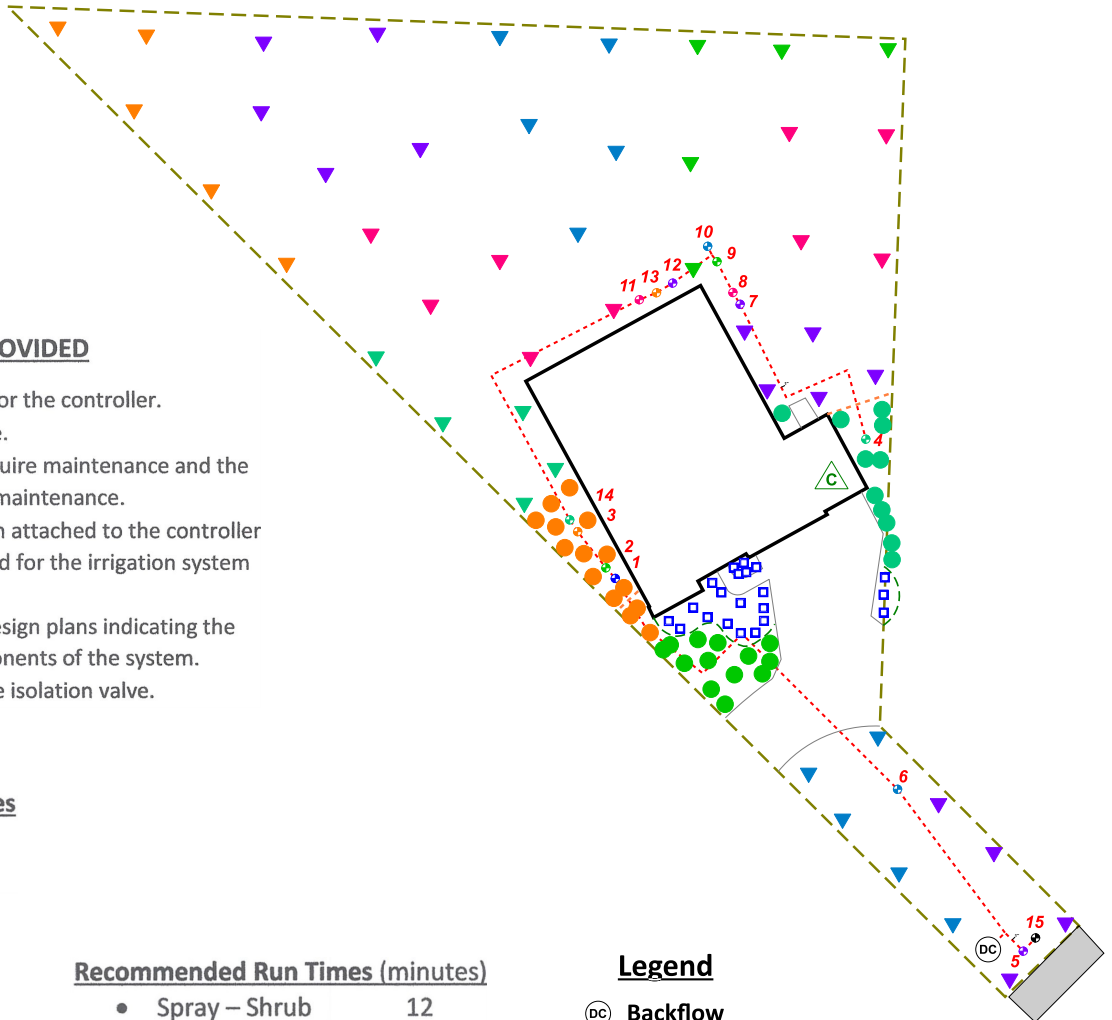 10
9
12
13
8
11
7
OVIDED
or the controller.
e.
uire maintenance and the
maintenance.
n attached to the controller
d for the irrigation system
esign plans indicating the
onents of the system.
e isolation valve.
4
C
14
3
2
1
6
es
15
DC
5
Recommended Run Times (minutes)
• Spray – Shrub 12
Legend
DC Backflow